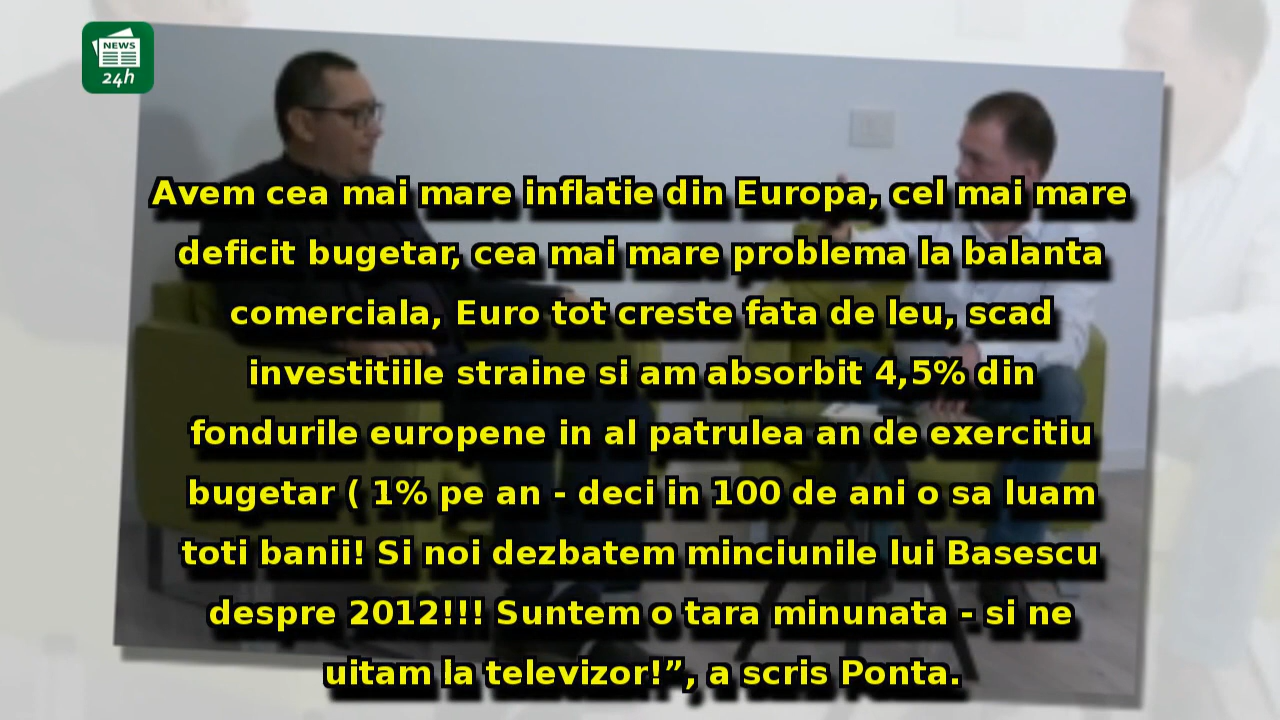 NEWS
24h
Avem cea mai mare inflatie din Europa, cel mai mare
deficit bugetar, cea mai mare problema la balanta
comerciala, Euro tot creste fata de leu, scad
investitiile straine si am absorbit 4,5% din
fondurile europene in al patrulea an de exercitiu
bugetar ( 1% pe an - deci in 100 de ani o sa luam
toti banii! Si noi dezbatem minciunile lui Basescu
despre 2012!!! Suntem o tara minunata - si ne
uitam la televizor!”, a scris Ponta.